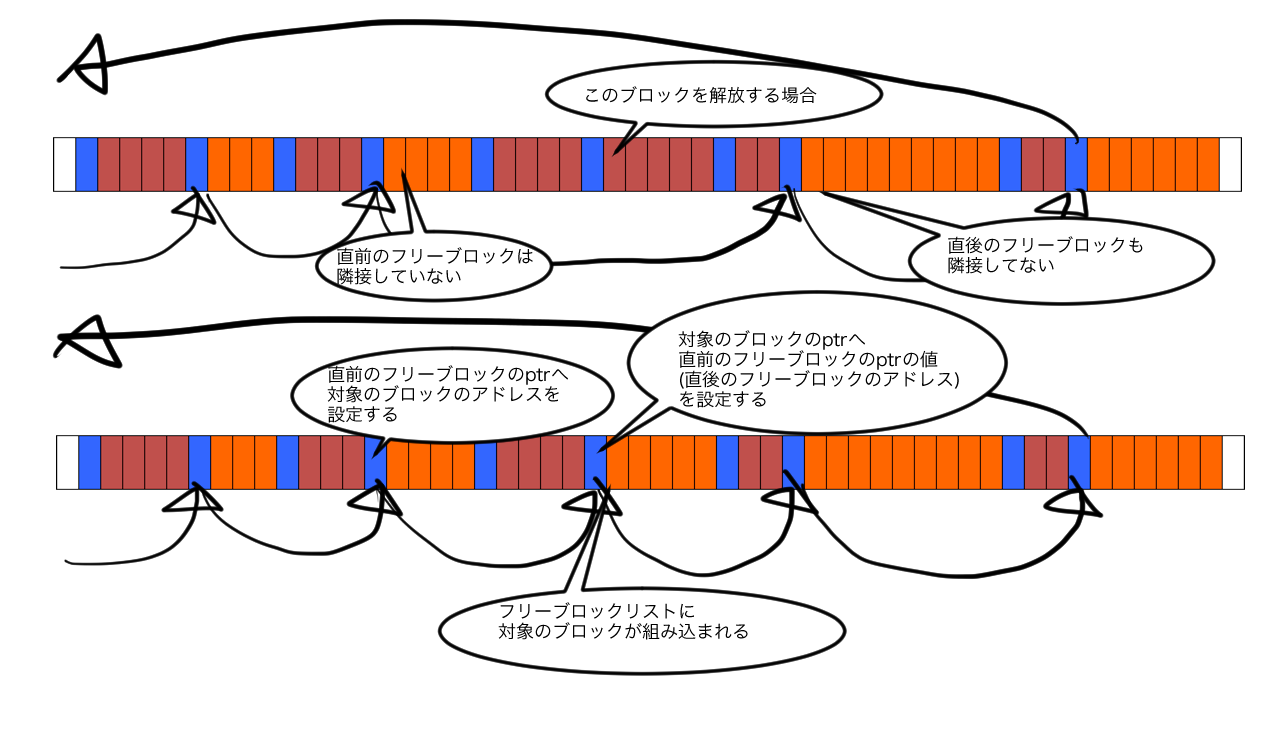 このブロックを解放する場合
直前のフリーブロックは
隣接していない
直後のフリーブロックも
隣接してない
直前のフリーブロックのptrへ
対象のブロックのアドレスを
設定する
対象のブロックのptrへ
直前のフリーブロックのptrの値
(直後のフリーブロックのアドレス)
を設定する
フリーブロックリストに
対象のブロックが組み込まれる